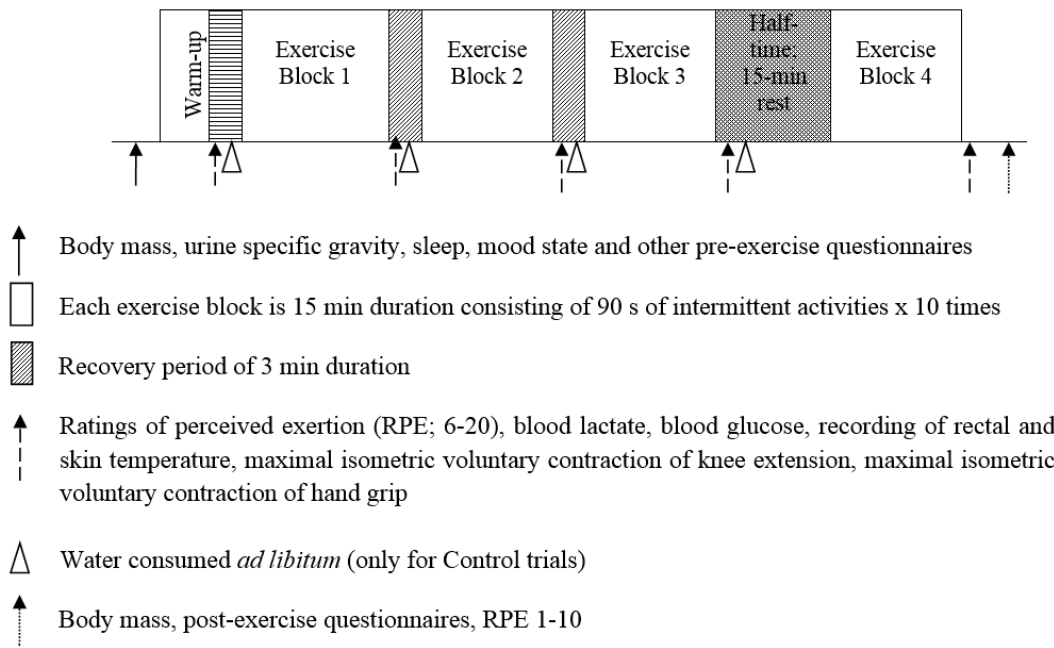 Warm-up
Exercise
Block 1
Exercise
Block 2
Exercise
Block 3
Half-
time;
15-min
rest
Exercise
Block 4
Body mass, urine specific gravity, sleep, mood state and other pre-exercise questionnaires
Each exercise block is 15 min duration consisting of 90 s of intermittent activities x 10 times
Recovery period of 3 min duration
Ratings of perceived exertion (RPE; 6-20), blood lactate, blood glucose, recording of rectal and
skin temperature, maximal isometric voluntary contraction of knee extension, maximal isometric
voluntary contraction of hand grip
Water consumed ad libitum (only for Control trials)
Body mass, post-exercise questionnaires, RPE 1-10